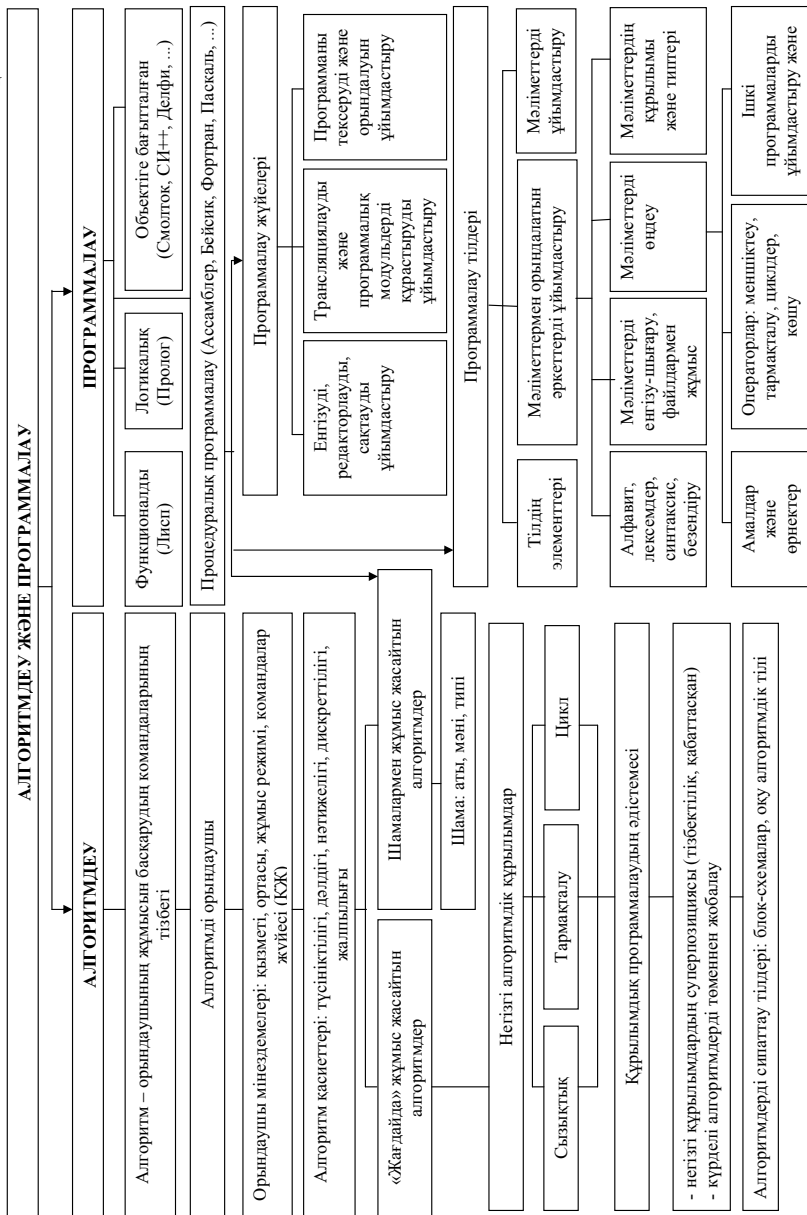 АЛГОРИТМДЕУ ЖӘНЕ ПРОГРАММАЛАУ
АЛГОРИТМДЕУ
Алгоритм – орындаушының жұмысын басқарудың командаларының
тізбегі
Алгоритмді орындаушы
Орындаушы мінездемелері: қызметі, ортасы, жұмыс режимі, командалар
жүйесі (КЖ)
Алгоритм қасиеттері: түсініктілігі, дәлдігі, нәтижелігі, дискреттілігі,
жалпылығы
«Жағдайда» жұмыс жасайтын
алгоритмдер
Шамалармен жұмыс жасайтын
алгоритмдер
Шама: аты, мәні, типі
Негізгі алгоритмдік құрылымдар
Сызықтық
Тармақталу
Цикл
Құрылымдық программалаудың әдістемесі
- негізгі құрылымдардың суперпозициясы (тізбектілік, қабаттасқан)
- күрделі алгоритмдерді төменнен жобалау
Алгоритмдерді сипаттау тілдері: блок-схемалар, оқу алгоритмдік тілі
ПРОГРАММАЛАУ
Функционалды
(Лисп)
Логикалық
(Пролог)
Объектіге бағытталған
(Смолток, СИ++, Делфи, ...)
Процедуралық программалау (Ассамблер, Бейсик, Фортран, Паскаль, ...)
Программалау жүйелері
Енгізуді,
редакторлауды,
сақтауды
ұйымдастыру
Трансляциялауды
және
программалық
модульдерді
құрастыруды
ұйымдастыру
Программаны
тексеруді және
орындалуын
ұйымдастыру
Программалау тілдері
Тілдің
элементтері
Мәліметтермен орындалатын
әркеттерді ұйымдастыру
Мәліметтерді
ұйымдастыру
Алфавит,
лексемдер,
синтаксис,
безендіру
Мәліметтерді
енгізу-шығару,
файлдармен
жұмыс
Мәліметтерді
өңдеу
Мәліметтердің
құрылымы
және типтері
Амалдар
және
өрнектер
Операторлар: меншіктеу,
тармақталу, циклдер,
көшу
Ішкі
программаларды
ұйымдастыру және